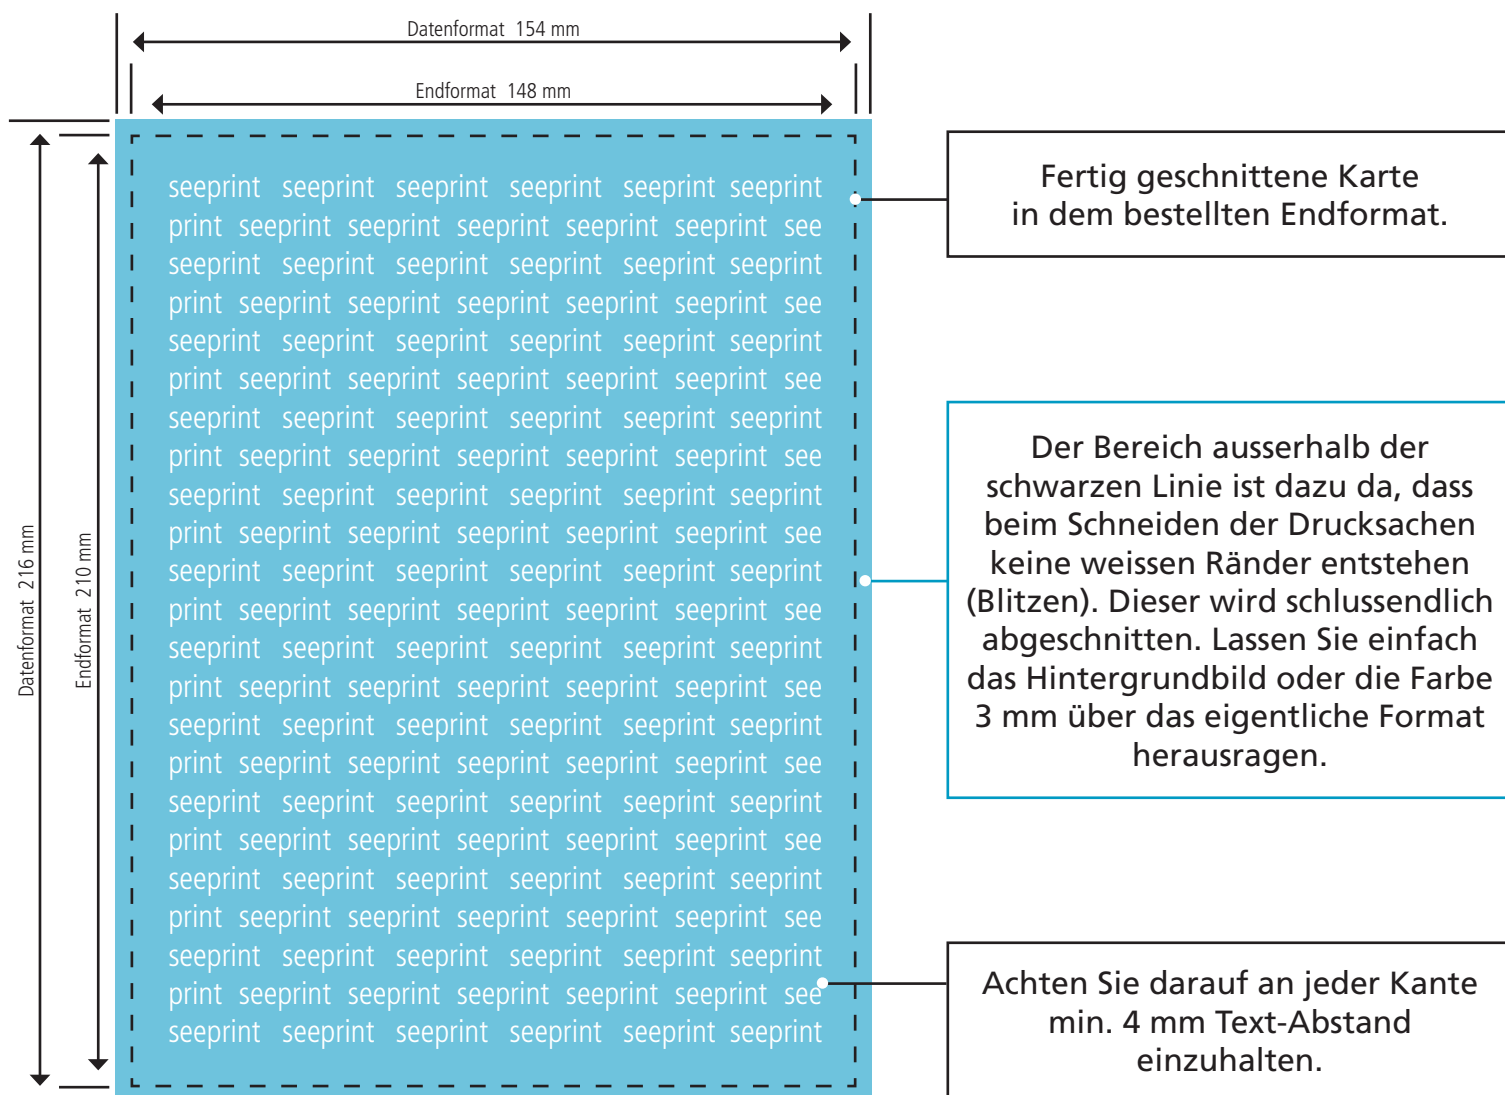 Datenformat 154 mm
Endformat 148 mm
Datenformat 216 mm
Endformat 210 mm
seeprint seeprint seeprint seeprint seeprint seeprint
print seeprint seeprint seeprint seeprint seeprint see
seeprint seeprint seeprint seeprint seeprint seeprint
print seeprint seeprint seeprint seeprint seeprint see
seeprint seeprint seeprint seeprint seeprint seeprint
print seeprint seeprint seeprint seeprint seeprint see
seeprint seeprint seeprint seeprint seeprint seeprint
print seeprint seeprint seeprint seeprint seeprint see
seeprint seeprint seeprint seeprint seeprint seeprint
print seeprint seeprint seeprint seeprint seeprint see
seeprint seeprint seeprint seeprint seeprint seeprint
print seeprint seeprint seeprint seeprint seeprint see
seeprint seeprint seeprint seeprint seeprint seeprint
print seeprint seeprint seeprint seeprint seeprint see
seeprint seeprint seeprint seeprint seeprint seeprint
print seeprint seeprint seeprint seeprint seeprint see
seeprint seeprint seeprint seeprint seeprint seeprint
print seeprint seeprint seeprint seeprint seeprint see
seeprint seeprint seeprint seeprint seeprint seeprint
print seeprint seeprint seeprint seeprint seeprint see
seeprint seeprint seeprint seeprint seeprint seeprint
print seeprint seeprint seeprint seeprint seeprint see
seeprint seeprint seeprint seeprint seeprint seeprint
Fertig geschnittene Karte
in dem bestellten Endformat.
Der Bereich ausserhalb der
schwarzen Linie ist dazu da, dass
beim Schneiden der Drucksachen
keine weissen Ränder entstehen
(Blitzen). Dieser wird schlussendlich
abgeschnitten. Lassen Sie einfach
das Hintergrundbild oder die Farbe
3 mm über das eigentliche Format
herausragen.
Achten Sie darauf an jeder Kante
min. 4 mm Text-Abstand
einzuhalten.